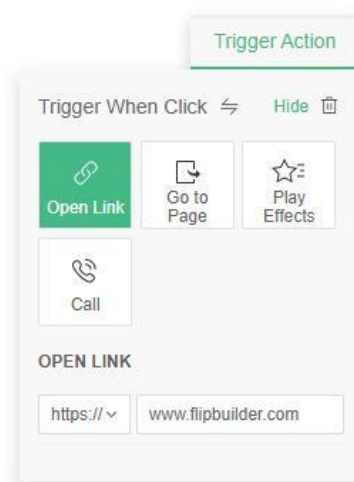 Trigger Action
Trigger When Click Hide
Open Link
Go to
Page
Play
Effects
Call
OPEN LINK
https:// www.flipbuilder.com